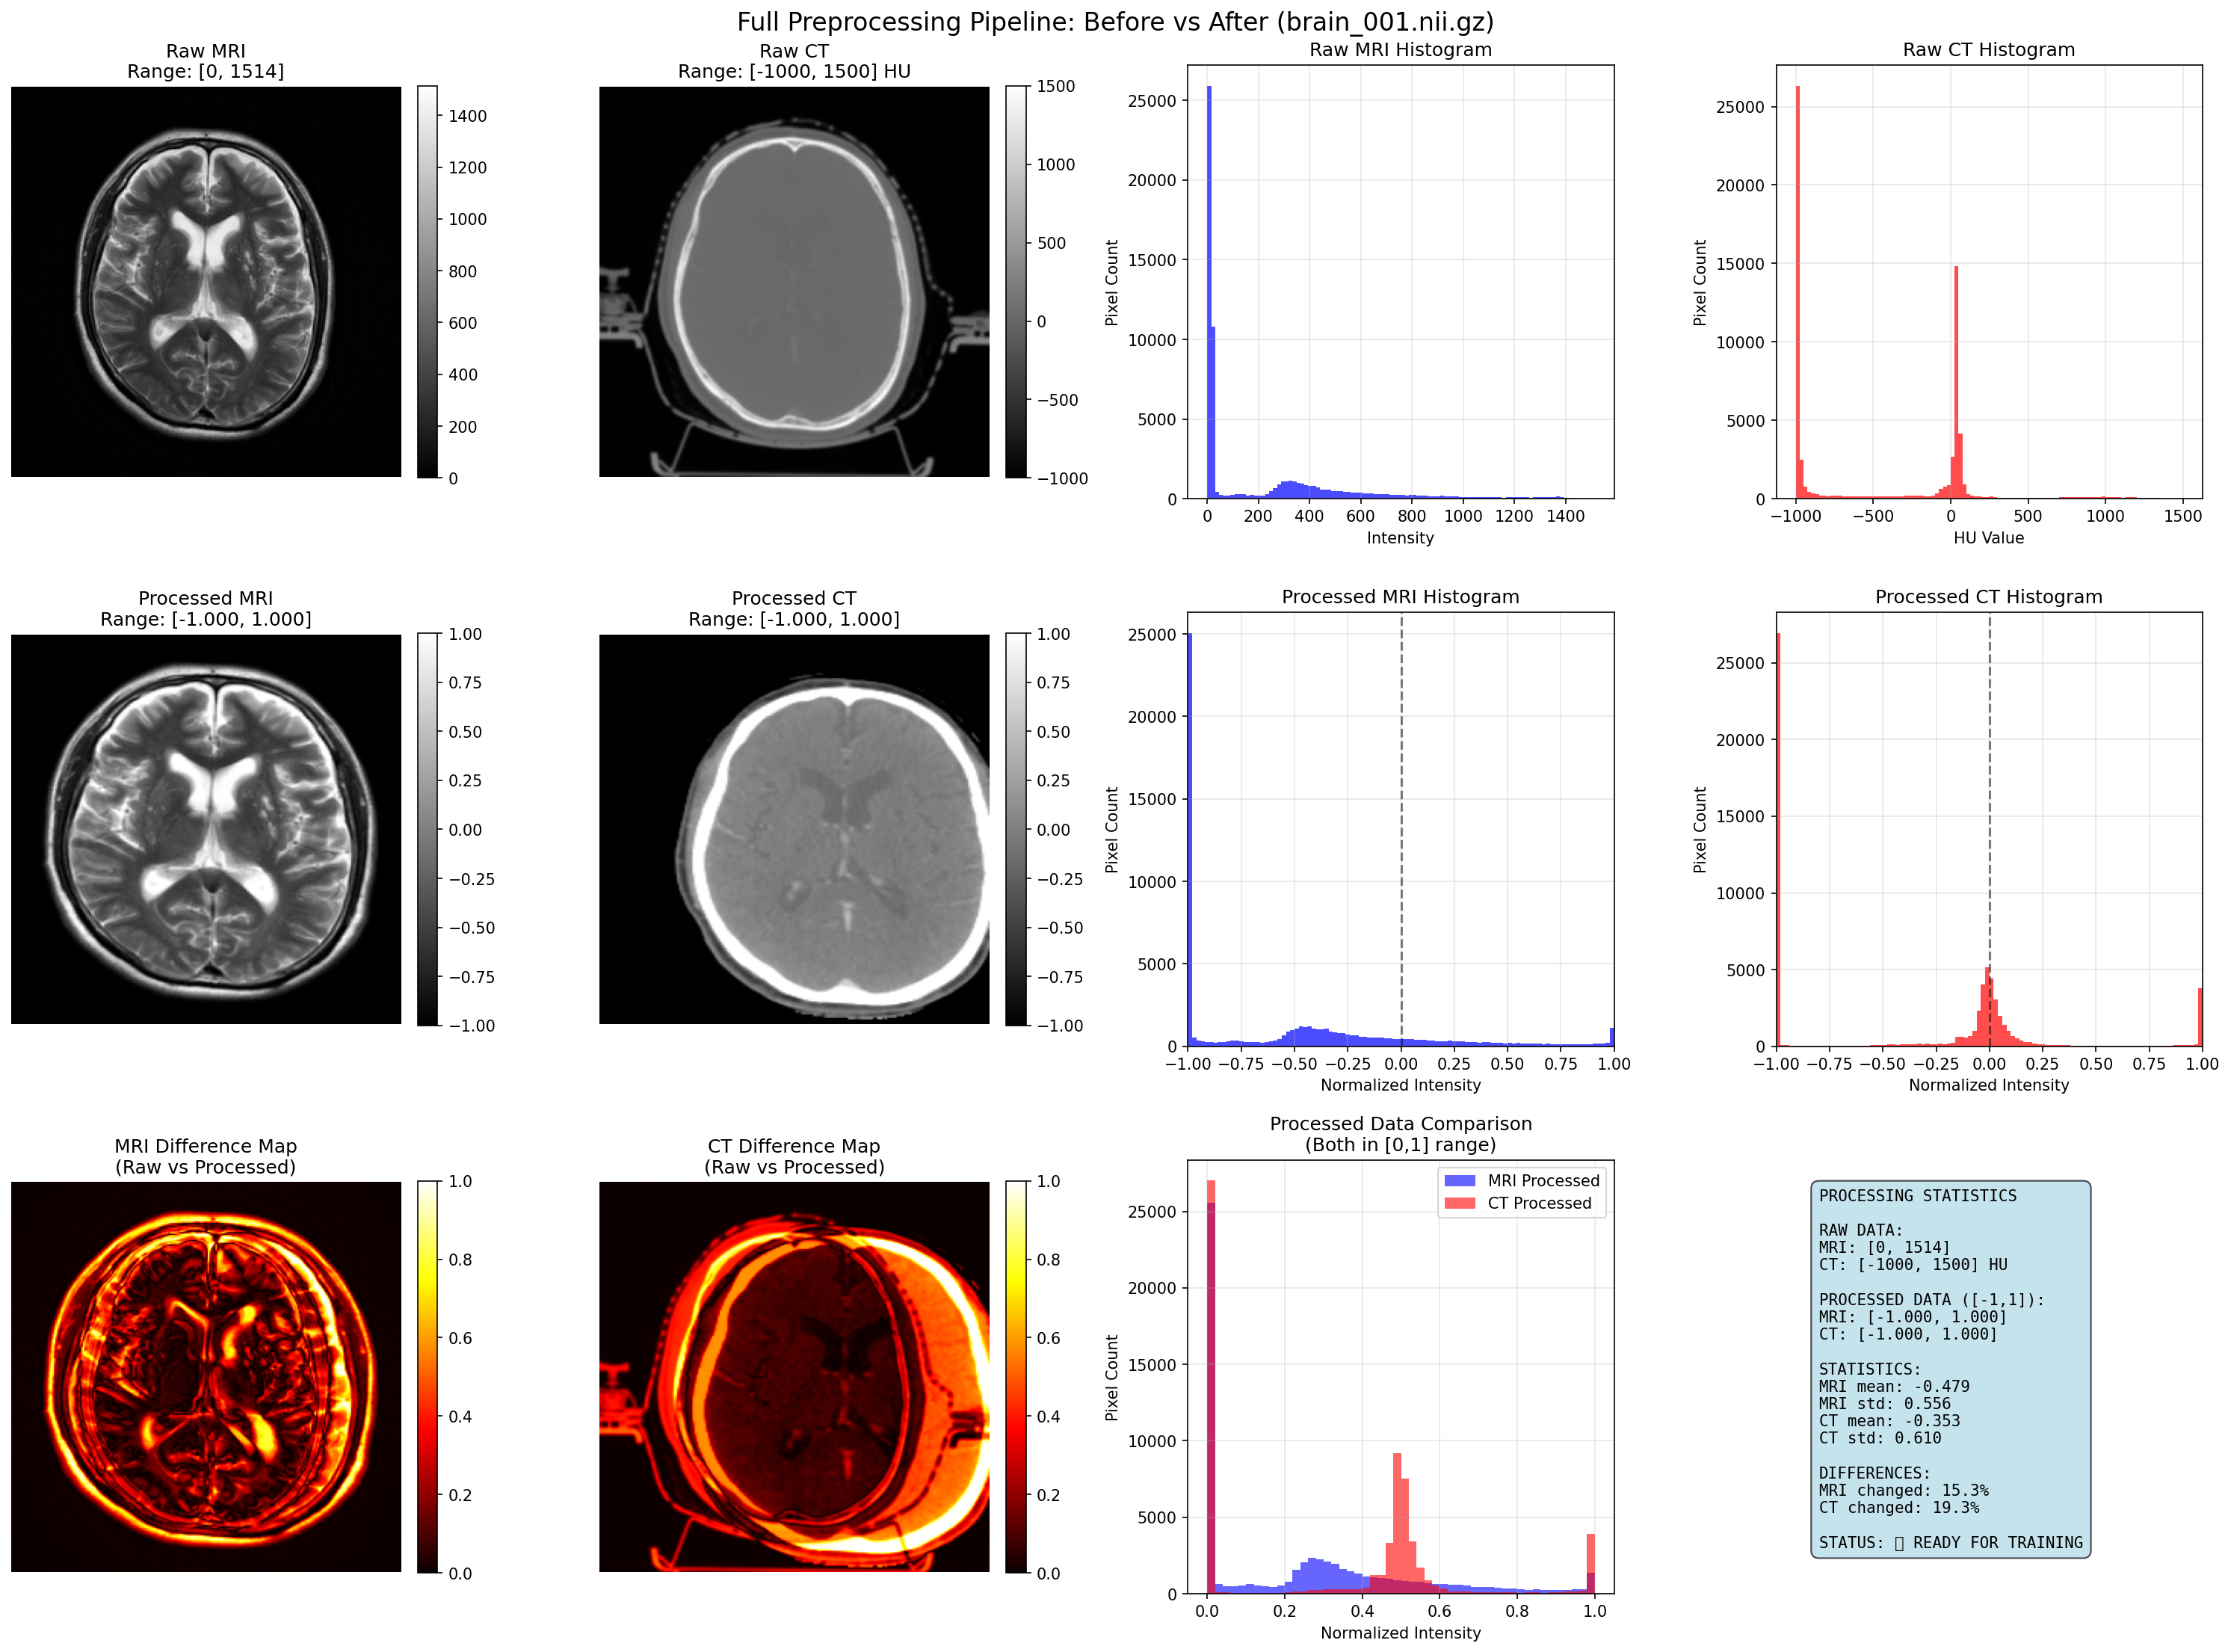 Full Preprocessing Pipeline: Before vs After (brain_001.nii.gz)
Raw MRI
Range: [0, 1514]
1400
1200
1000
800
600
400
200
0
Raw CT
Range: [-1000, 1500] HU
1500
1000
500
0
−500
−1000
Raw MRI Histogram
Pixel Count
25000
20000
15000
10000
5000
0
0 200 400 600 800 1000 1200 1400
Intensity
Raw CT Histogram
Pixel Count
25000
20000
15000
10000
5000
0
−1000 −500 0 500 1000 1500
HU Value
Processed MRI
Range: [-1.000, 1.000]
1.00
0.75
0.50
0.25
0.00
−0.25
−0.50
−0.75
−1.00
Processed CT
Range: [-1.000, 1.000]
1.00
0.75
0.50
0.25
0.00
−0.25
−0.50
−0.75
−1.00
Processed MRI Histogram
Pixel Count
25000
20000
15000
10000
5000
0
−1.00 −0.75 −0.50 −0.25 0.00 0.25 0.50 0.75 1.00
Normalized Intensity
Processed CT Histogram
Pixel Count
25000
20000
15000
10000
5000
0
−1.00 −0.75 −0.50 −0.25 0.00 0.25 0.50 0.75 1.00
Normalized Intensity
MRI Difference Map
(Raw vs Processed)
1.0
0.8
0.6
0.4
0.2
0.0
CT Difference Map
(Raw vs Processed)
1.0
0.8
0.6
0.4
0.2
0.0
Processed Data Comparison
(Both in [0,1] range)
MRI Processed
CT Processed
Pixel Count
25000
20000
15000
10000
5000
0
0.0 0.2 0.4 0.6 0.8 1.0
Normalized Intensity
PROCESSING STATISTICS
RAW DATA:
MRI: [0, 1514]
CT: [-1000, 1500] HU
PROCESSED DATA ([-1,1]):
MRI: [-1.000, 1.000]
CT: [-1.000, 1.000]
STATISTICS:
MRI mean: -0.479
MRI std: 0.556
CT mean: -0.353
CT std: 0.610
DIFFERENCES:
MRI changed: 15.3%
CT changed: 19.3%
STATUS: ▯ READY FOR TRAINING